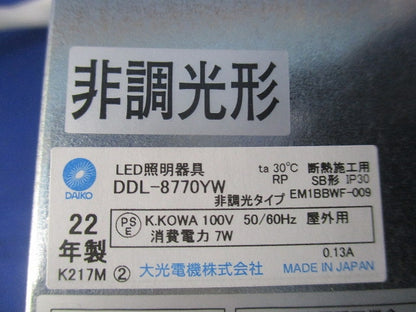 非調光形
DAIKO
LED照明器具
DDL-8770YW
非調光タイプ
ta 30℃ 断熱施工用
RP SB形 IP30
EM1BBWF-009
22年製
K217M ②
PSE K.KOWA 100V 50/60Hz 屋外用
消費電力 7W
0.13A
大光電機株式会社 MADE IN JAPAN